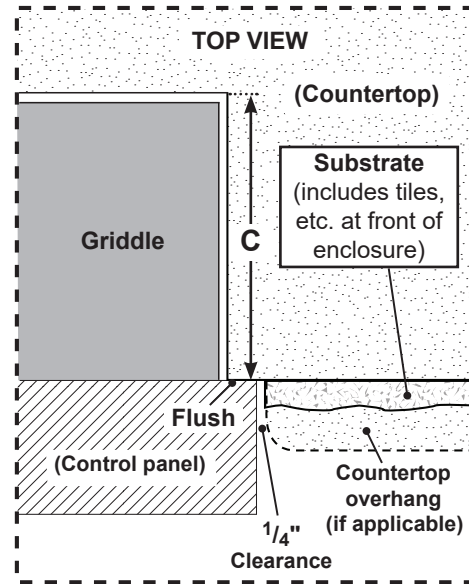 TOP VIEW
(Countertop)
Substrate
(includes tiles,
etc. at front of
enclosure)
Griddle
C
Flush
(Control panel)
1/4"
Clearance
Countertop
overhang
(if applicable)